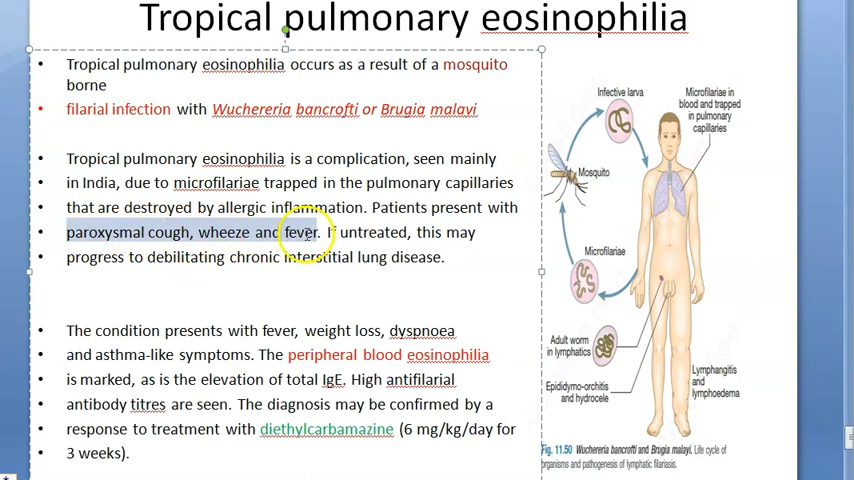 Tropical pulmonary eosinophilia
• Tropical pulmonary eosinophilia occurs as a result of a mosquito
borne
• filarial infection with Wuchereria bancrofti or Brugia malayi
• Tropical pulmonary eosinophilia is a complication, seen mainly
• in India, due to microfilariae trapped in the pulmonary capillaries
• that are destroyed by allergic inflammation. Patients present with
• paroxysmal cough, wheeze and fever. If untreated, this may
• progress to debilitating chronic interstitial lung disease.
• The condition presents with fever, weight loss, dyspnoea
• and asthma-like symptoms. The peripheral blood eosinophilia
• is marked, as is the elevation of total IgE. High antifilarial
• antibody titres are seen. The diagnosis may be confirmed by a
• response to treatment with diethylcarbamazine (6 mg/kg/day for
• 3 weeks).
Infective larva
Microfilariae in
blood and trapped
in pulmonary
capillaries
Mosquito
Microfilariae
Adult worm
in lymphatics
Epididymo-orchitis
and hydrocele
Lymphangitis
and
lymphoedema
Fig. 11.50 Wuchereria bancrofti and Brugia malayi. Life cycle of
organisms and pathogenesis of lymphatic filariasis.